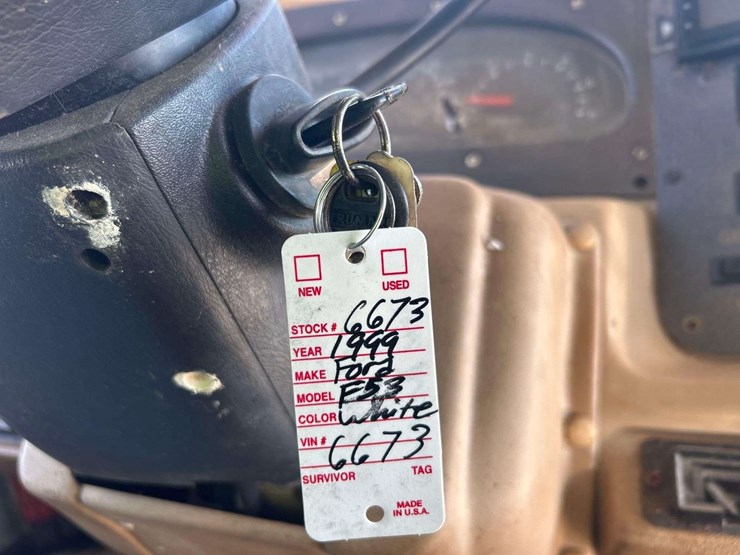 NEW USED
STOCK # 6673
YEAR 1999
MAKE Ford
MODEL F53
COLOR White
VIN # 6673
SURVIVOR TAG
MADE
IN U.S.A.